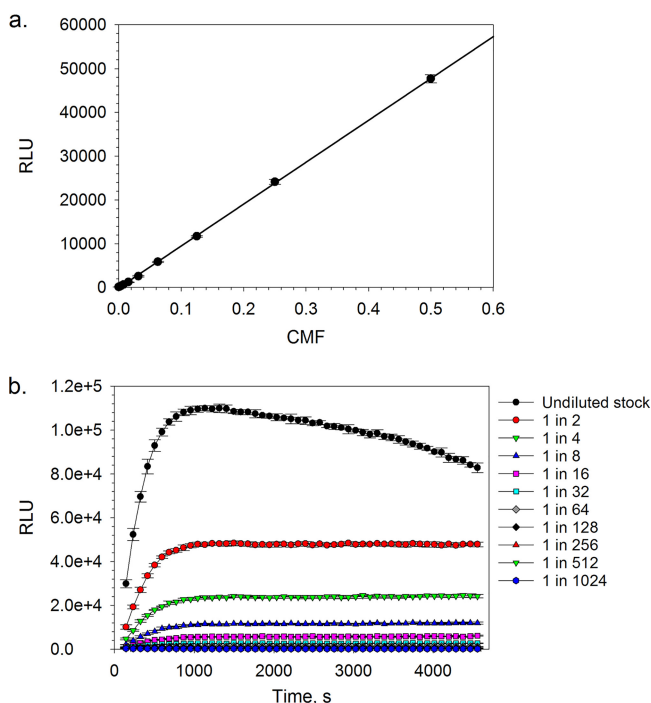 a.
60000
50000
40000
30000
20000
10000
0
RLU
0.0 0.1 0.2 0.3 0.4 0.5 0.6
CMF
b.
1.2e+5
1.0e+5
8.0e+4
6.0e+4
4.0e+4
2.0e+4
0.0
RLU
0 1000 2000 3000 4000
Time. s
Undiluted stock
1 in 2
1 in 4
1 in 8
1 in 16
1 in 32
1 in 64
1 in 128
1 in 256
1 in 512
1 in 1024